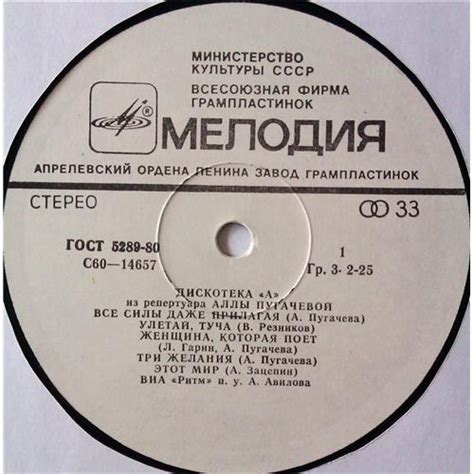 МИНИСТЕРСТВО
КУЛЬТУРЫ СССР
ВСЕСОЮЗНАЯ ФИРМА
ГРАМПЛАСТИНОК
®
МЕЛОДИЯ
АПРЕЛЕВСКИЙ ОРДЕНА ЛЕНИНА ЗАВОД ГРАМПЛАСТИНОК
СТЕРЕО 33
ГОСТ 5289-80 1
С60—14657 Гр. 3- 2-25
ДИСКОТЕКА «А»
из репертуара АЛЛЫ ПУГАЧЕВОЙ
ВСЕ СИЛЫ ДАЖЕ ПРИЛАГАЯ (А. Пугачева)
УЛЕТАЙ, ТУЧА (В. Резников)
ЖЕНЩИНА, КОТОРАЯ ПОЕТ
(Л. Гарин, А. Пугачева)
ТРИ ЖЕЛАНИЯ (А. Пугачева)
ЭТОТ МИР (А. Зацепин)
ВИА «Ритм» п. у. А. Авилова